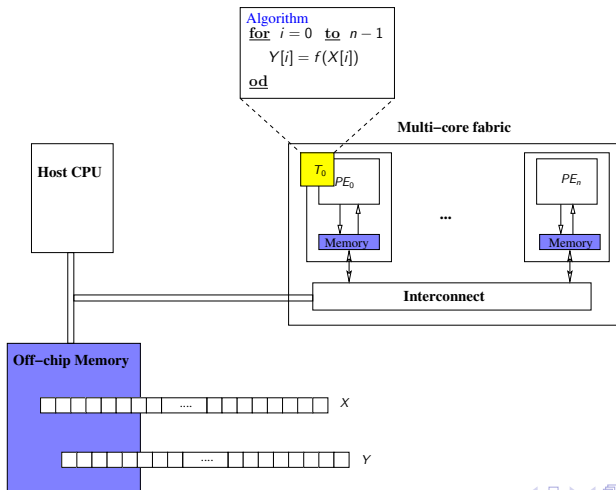 Algorithm
for i = 0 to n − 1
Y[i] = f(X[i])
od
Multi−core fabric
Host CPU
T0
PE0
PEn
...
Memory
Memory
Interconnect
Off−chip Memory
....
X
....
Y